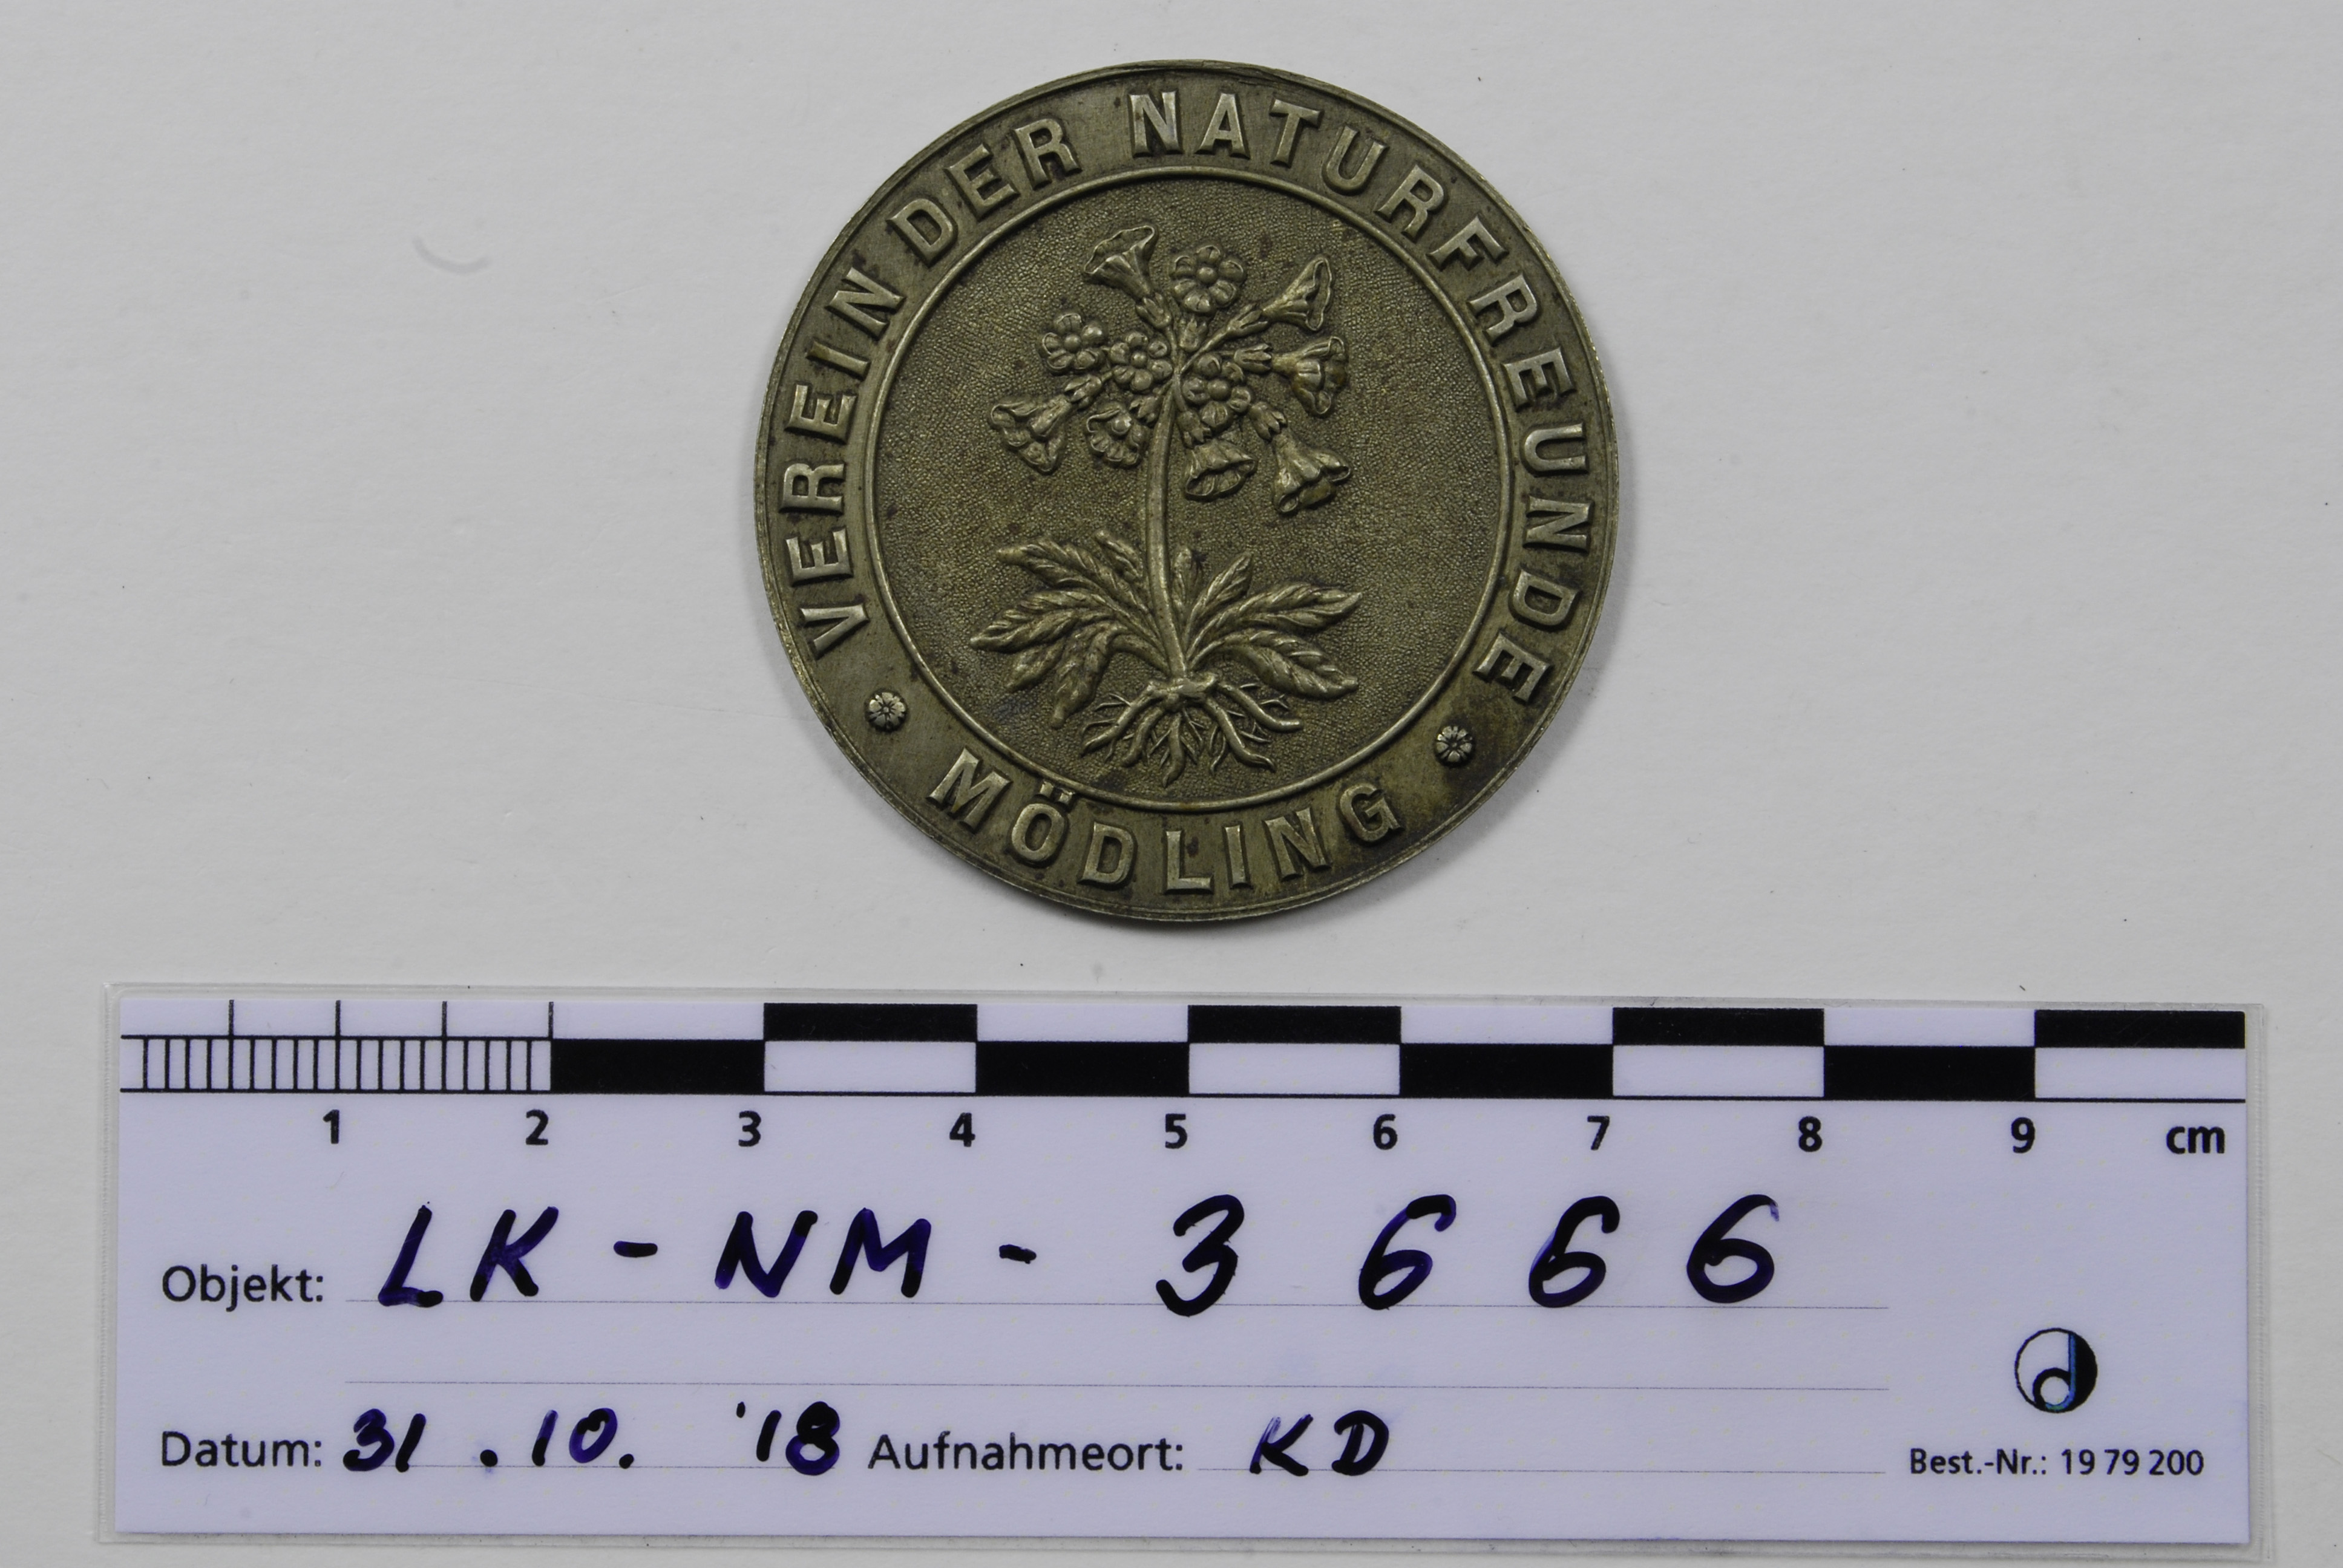 VEREIN DER NATURFREUNDE
MÖDLING
1 2 3 4 5 6 7 8 9 cm
Objekt: LK-NM-3666
Datum: 31.10. '18 Aufnahmeort: KD
Best.-Nr.: 19 79 200